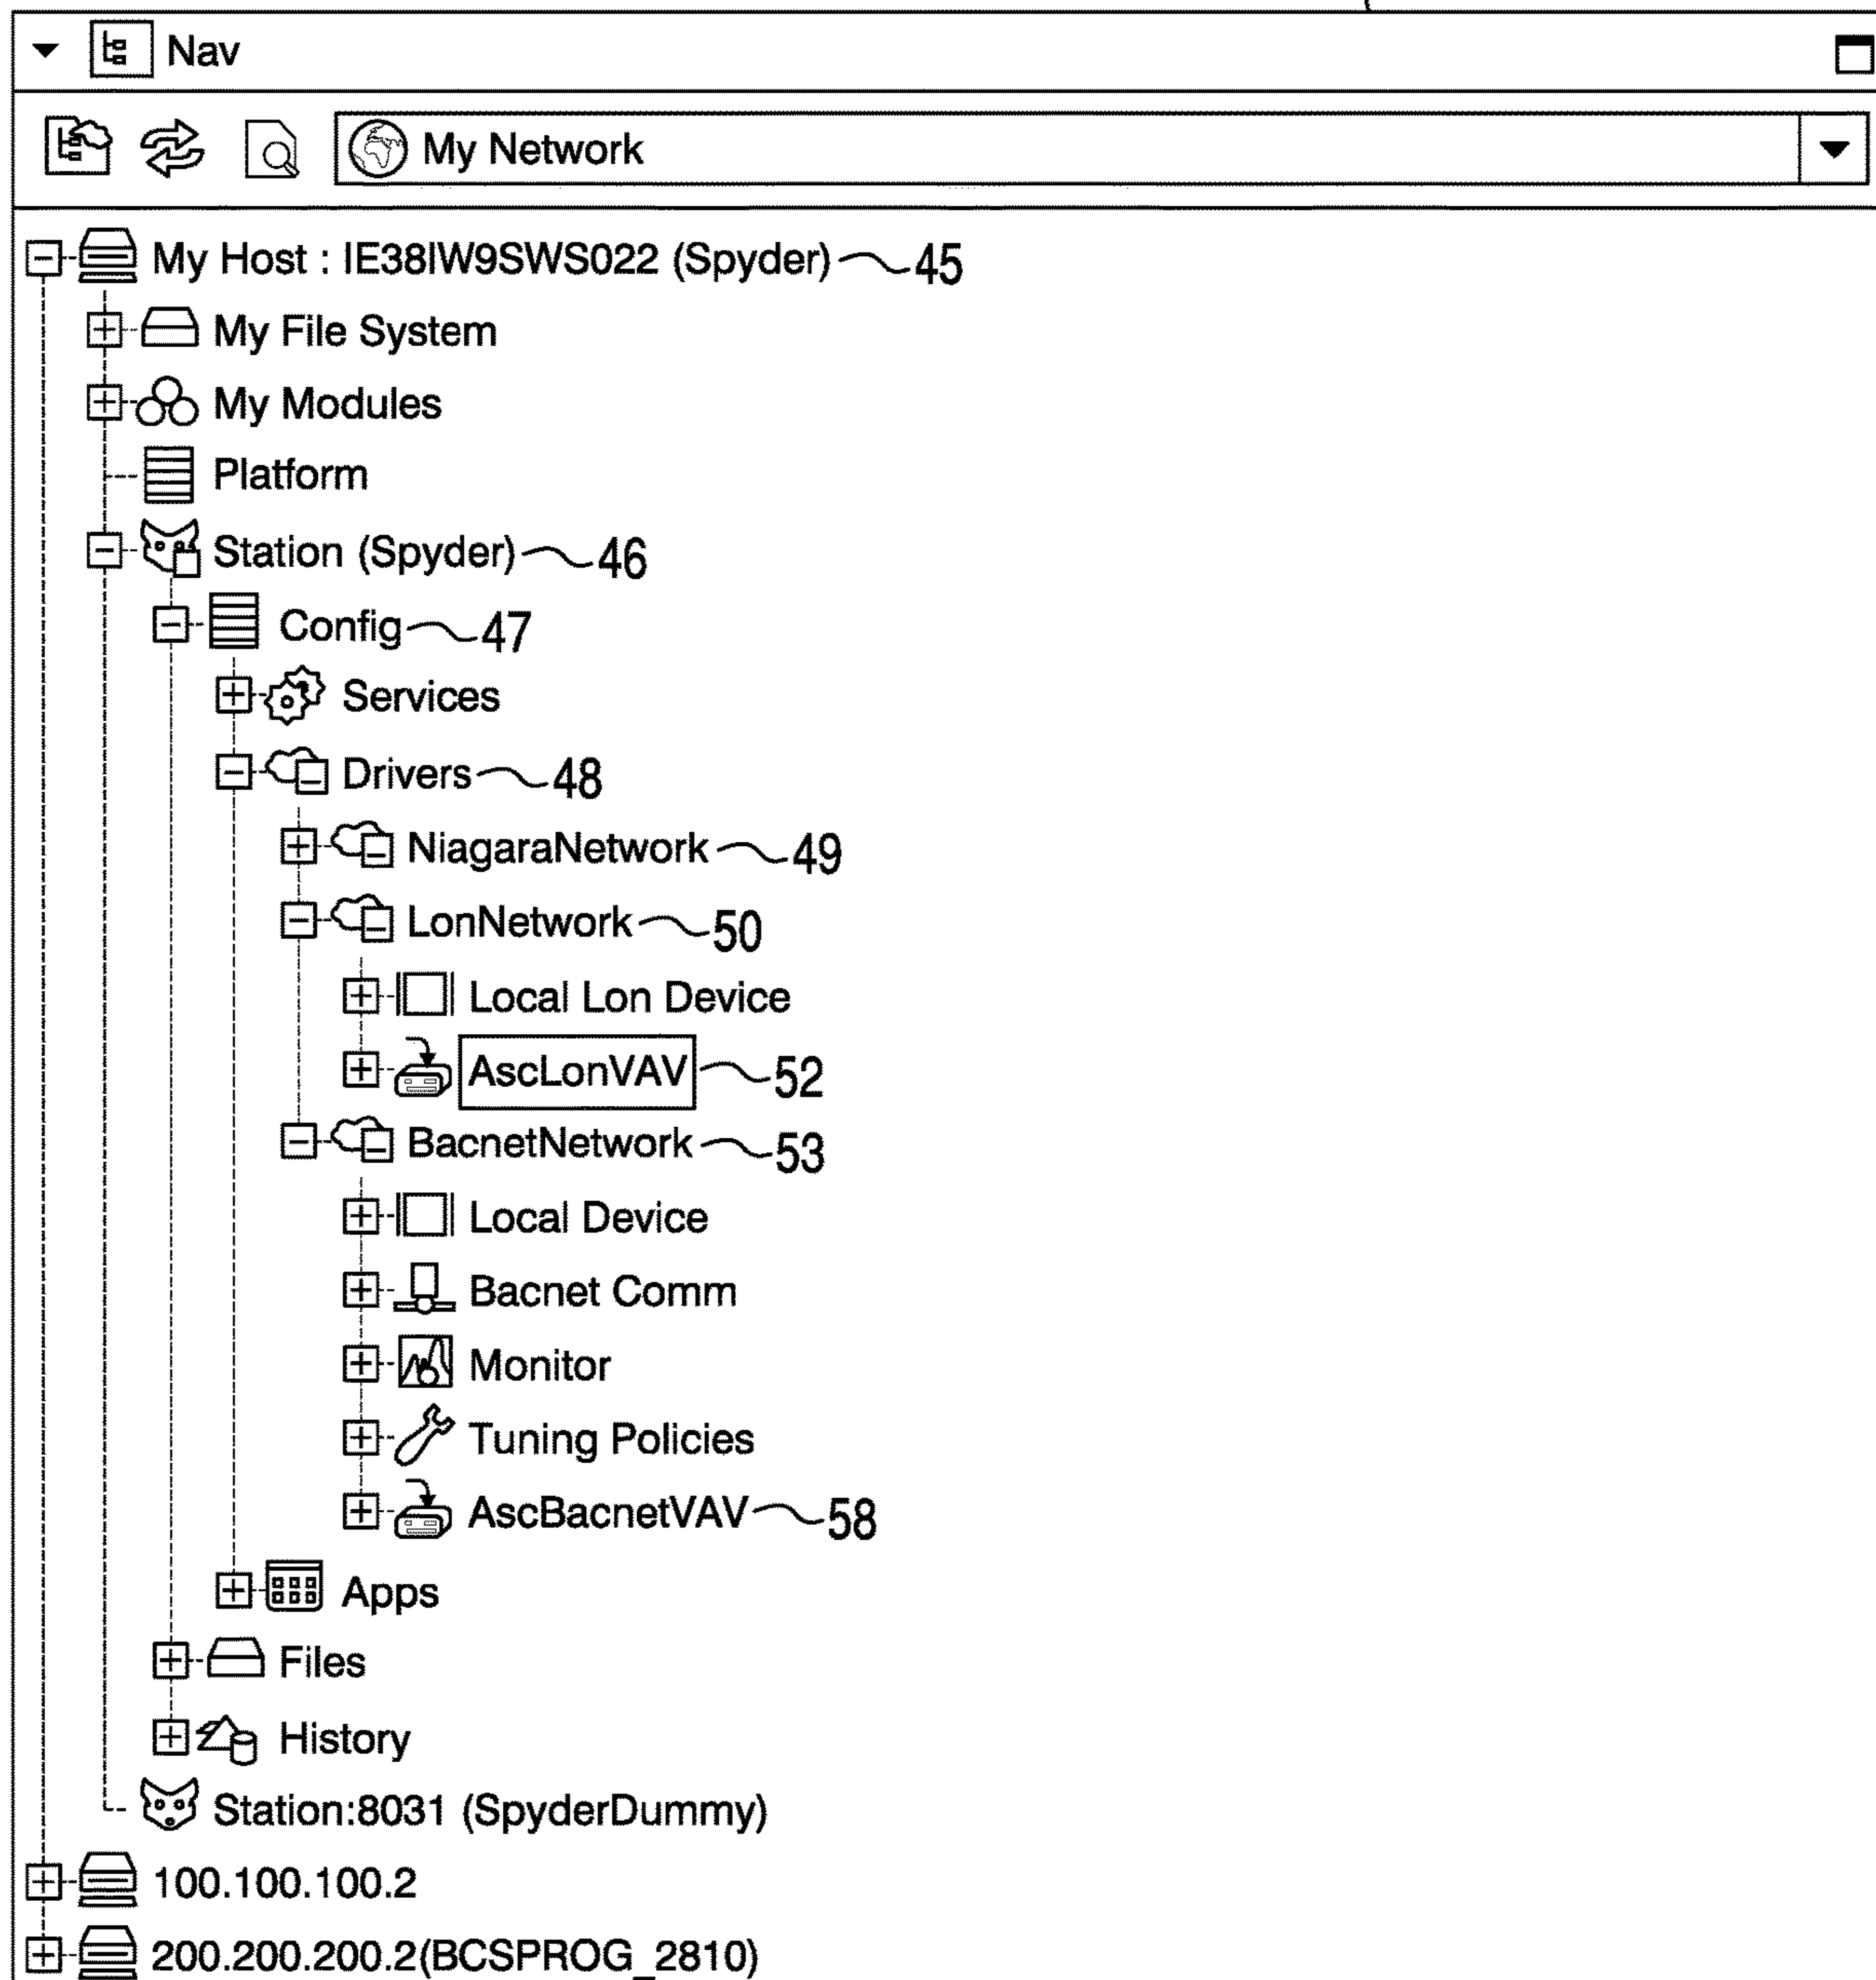 Nav
My Network
My Host : IE38IW9SWS022 (Spyder) 45
My File System
My Modules
Platform
Station (Spyder) 46
Config 47
Services
Drivers 48
NiagaraNetwork 49
LonNetwork 50
Local Lon Device
AscLonVAV 52
BacnetNetwork 53
Local Device
Bacnet Comm
Monitor
Tuning Policies
AscBacnetVAV 58
Apps
Files
History
Station:8031 (SpyderDummy)
100.100.100.2
200.200.200.2(BCSPROG_2810)